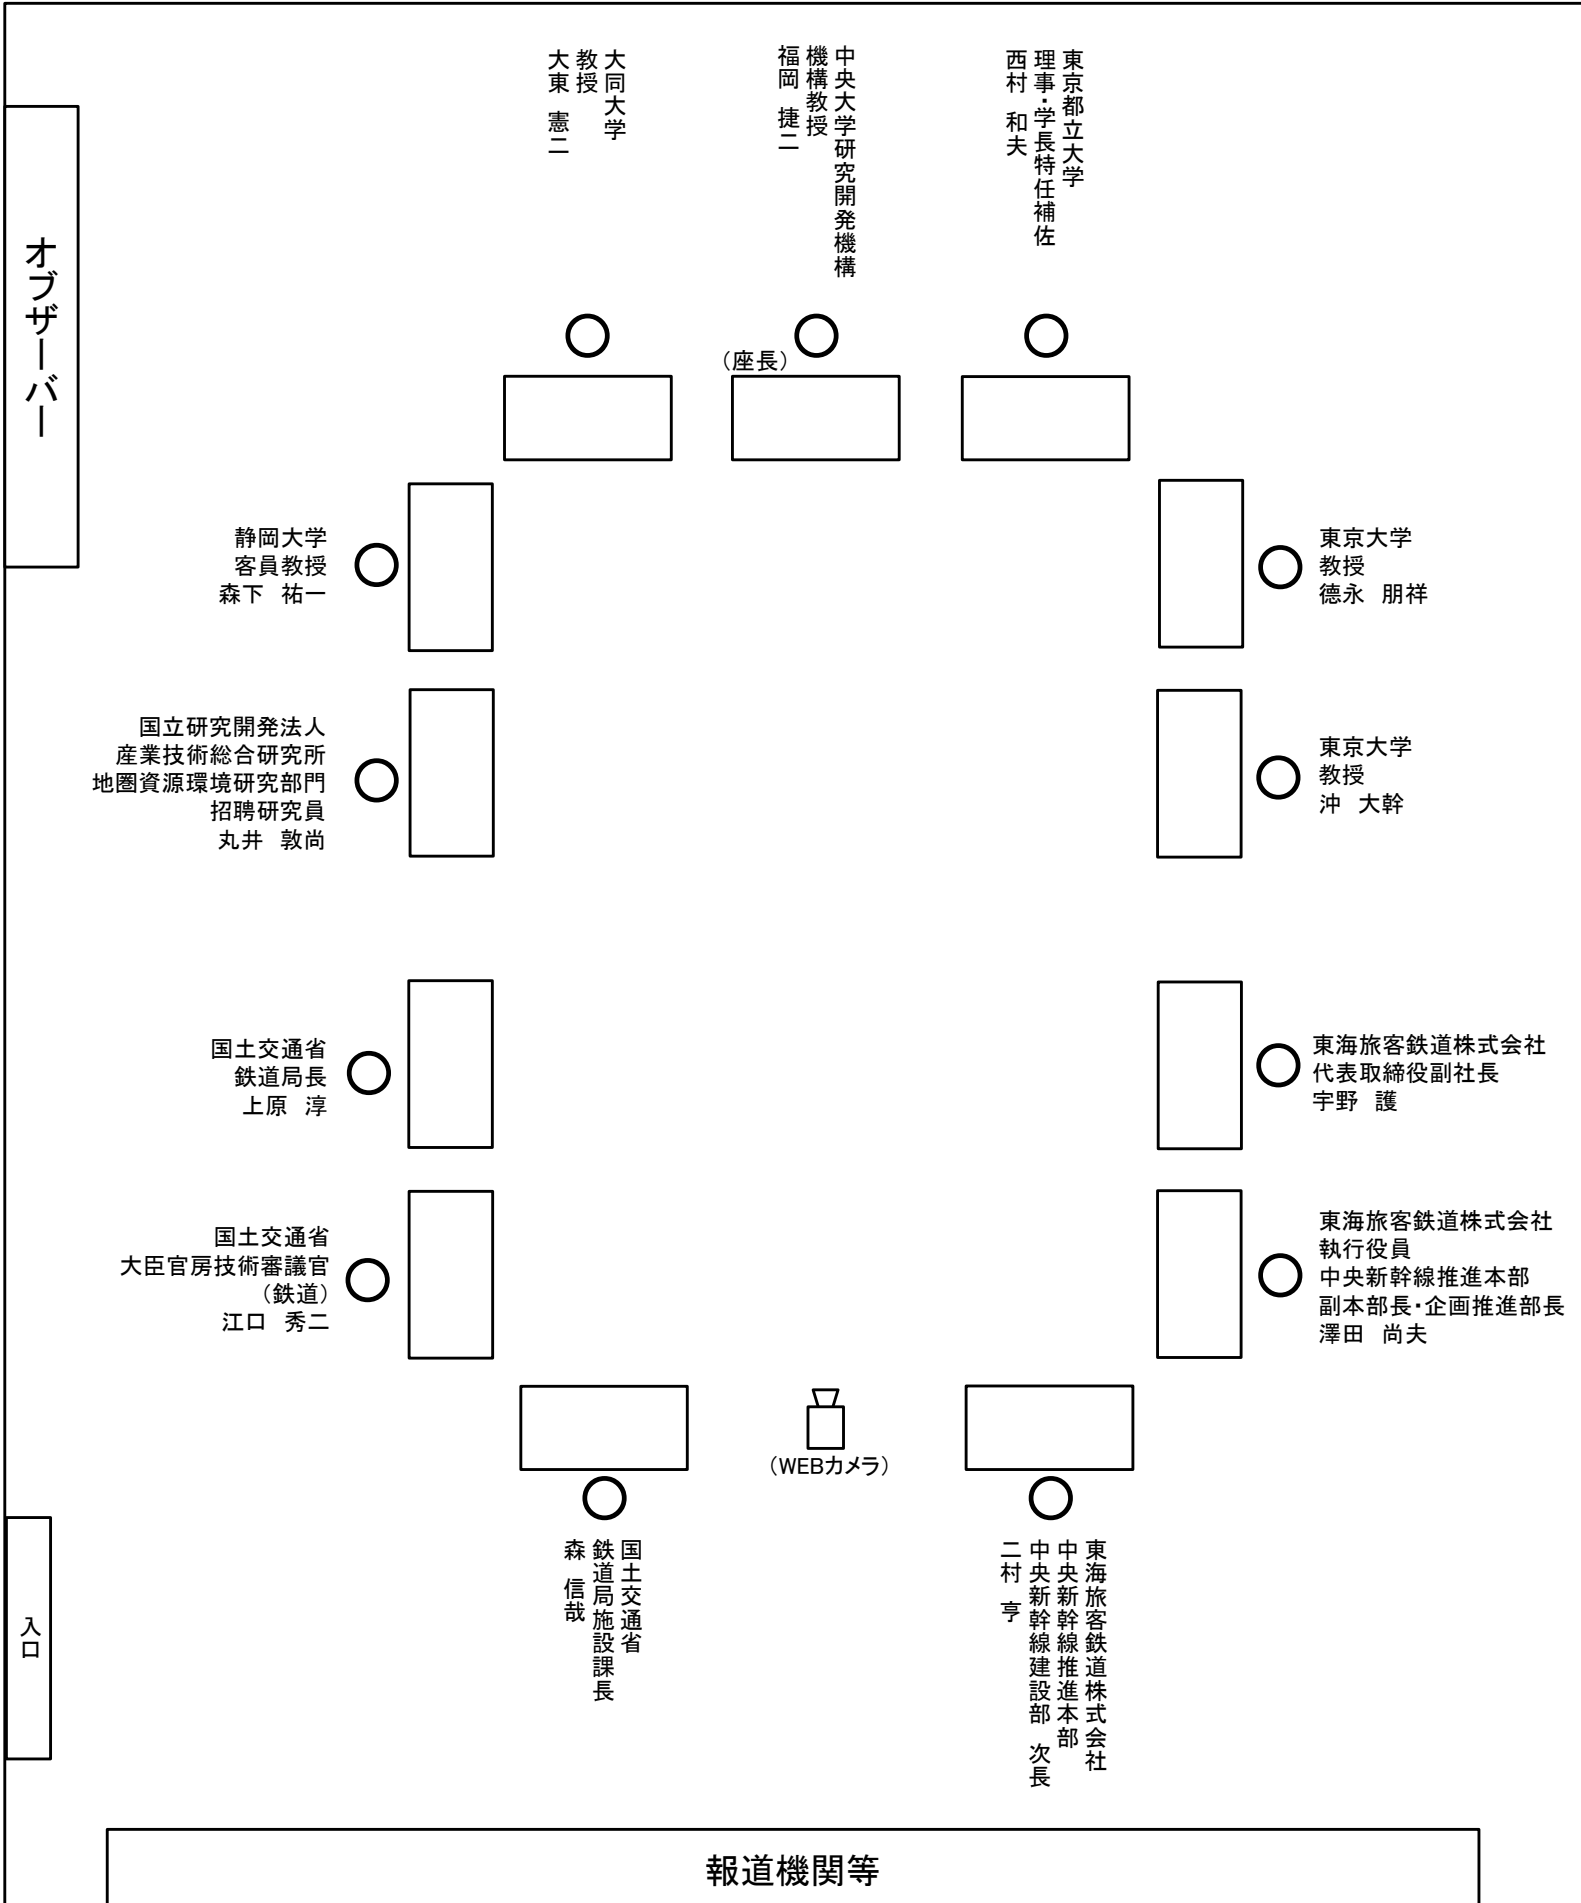 東京都立大学
理事・学長特任補佐
西村　和夫
中央大学研究開発機構
機構教授
福岡　捷二
大同大学
教授
大東　憲二
オブザーバー
（座長）
静岡大学
客員教授
森下　祐一
東京大学
教授
德永　朋祥
国立研究開発法人
産業技術総合研究所
地圏資源環境研究部門
招聘研究員
丸井　敦尚
東京大学
教授
沖　大幹
国土交通省
鉄道局長
上原　淳
東海旅客鉄道株式会社
代表取締役副社長
宇野　護
国土交通省
大臣官房技術審議官
（鉄道）
江口　秀二
東海旅客鉄道株式会社
執行役員
中央新幹線推進本部
副本部長・企画推進部長
澤田　尚夫
（WEBカメラ）
東海旅客鉄道株式会社
中央新幹線推進本部
中央新幹線建設部　次長
二村　亨
国土交通省
鉄道局施設課長
森　信哉
入口
報道機関等